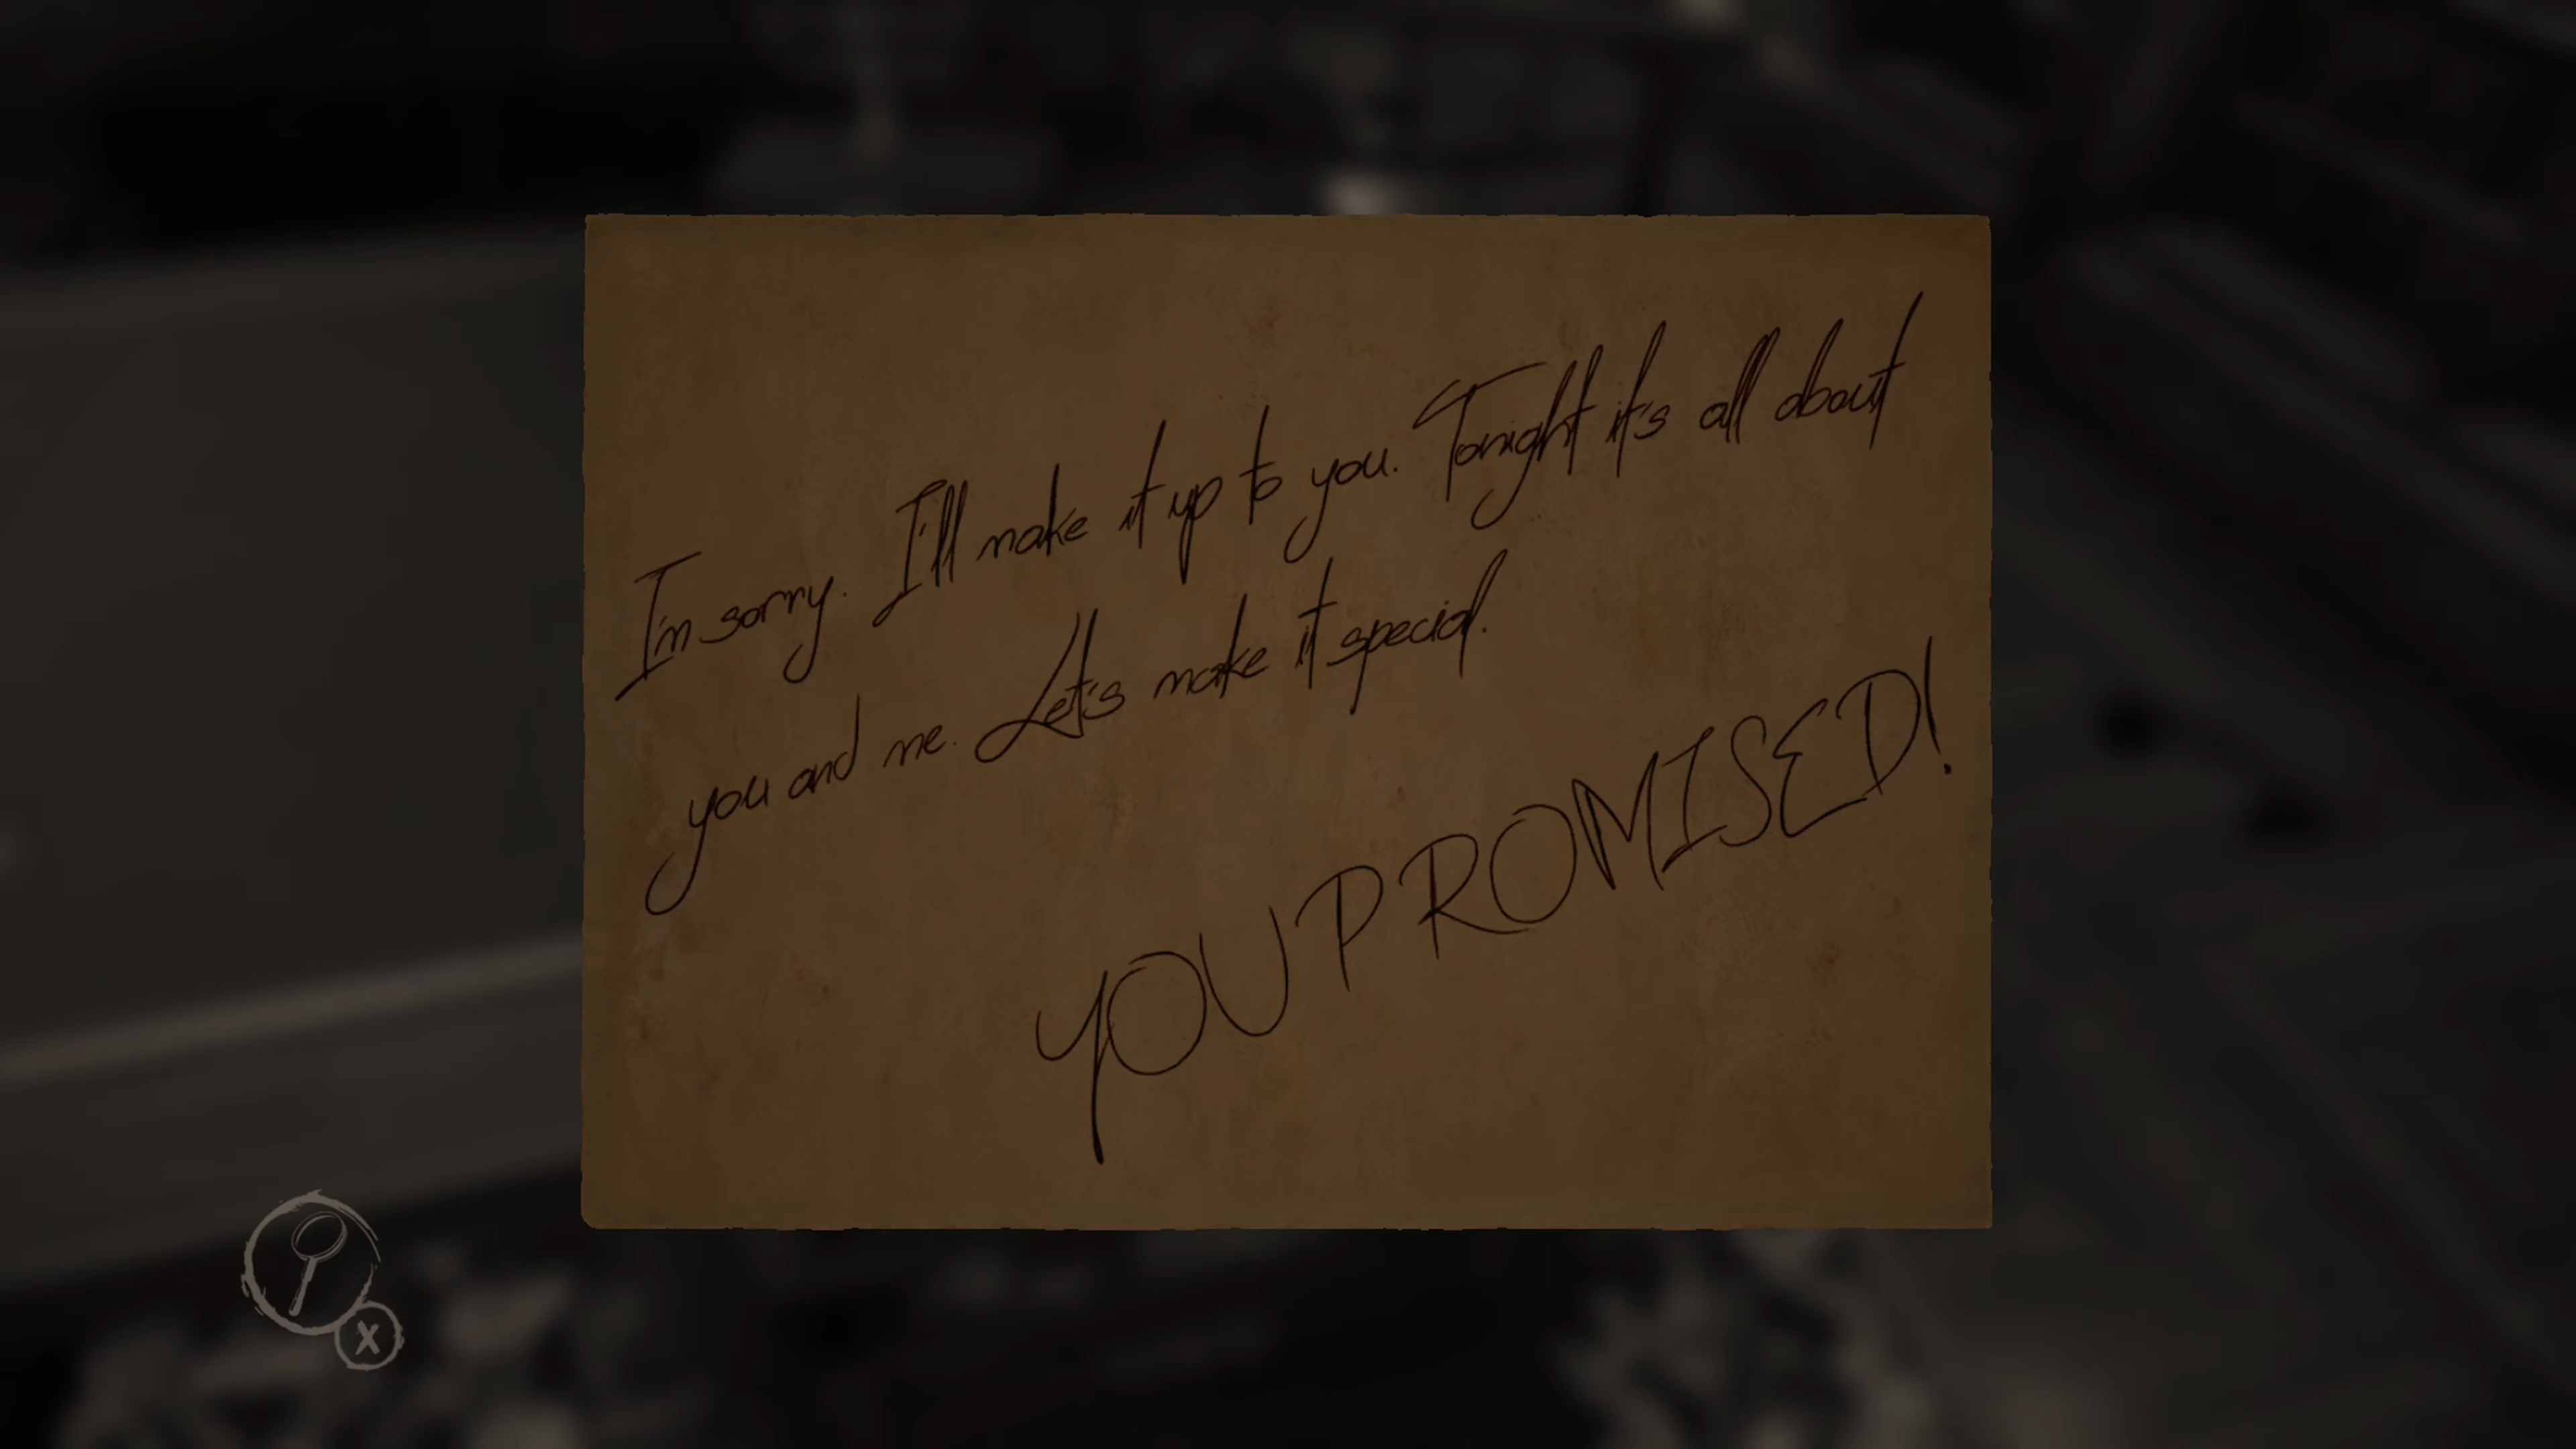 I'm sorry. I'll make it up to you. Tonight it's all about
you and me. Let's make it special.
YOU PROMISED!
X